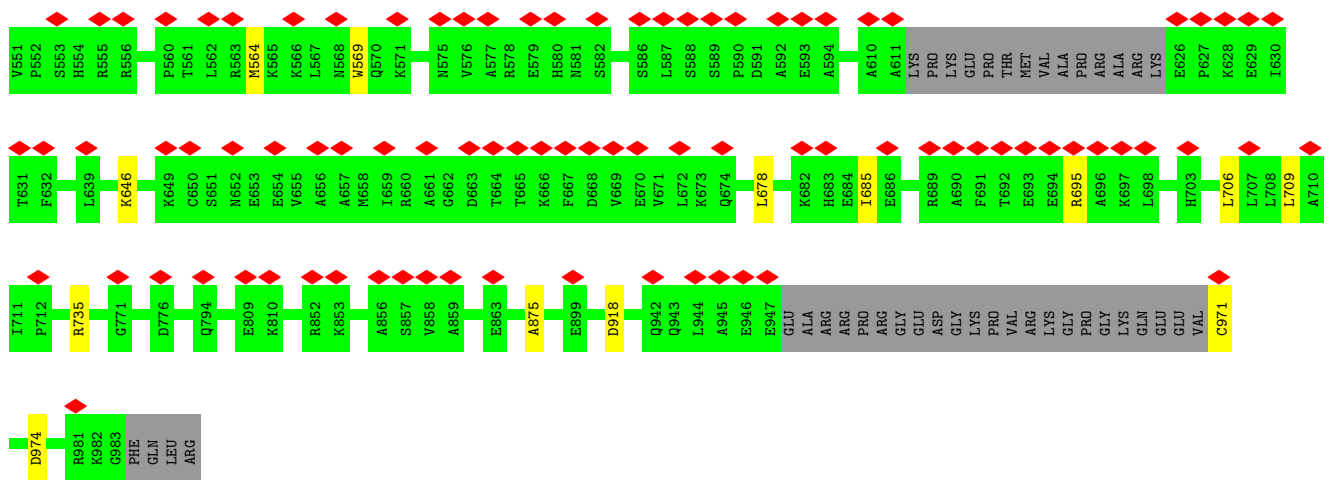 V551 P552 S553 H554 R555 R556 P560 T561 L562 R563 M564 K565 K566 L567 N568 W569 Q570 K571 N575 V576 A577 R578 E579 H580 N581 S582 S586 L587 S588 S589 P590 D591 A592 E593 A594 A610 A611 LYS PRO LYS GLU PRO THR MET VAL ALA PRO ARG ALA ARG LYS E626 P627 K628 E629 I630
T631 F632 L639 K646 K649 C650 S651 N652 E653 E654 V655 A656 A657 M658 I659 R660 A661 G662 D663 T664 T665 K666 F667 D668 V669 E670 V671 L672 K673 Q674 L678 K682 H683 E684 I685 E686 R689 A690 F691 T692 E693 E694 R695 A696 K697 L698 H703 L706 L707 L708 L709 A710
I711 P712 R735 G771 D776 Q794 E809 K810 R852 K853 A856 S857 V858 A859 E863 A875 E899 D918 Q942 Q943 L944 A945 E946 E947 GLU ALA ARG ARG PRO ARG GLY GLU ASP GLY LYS PRO VAL ARG LYS GLY PRO GLY LYS GLN GLU GLU VAL C971
D974 R981 K982 G983 PHE GLN LEU ARG